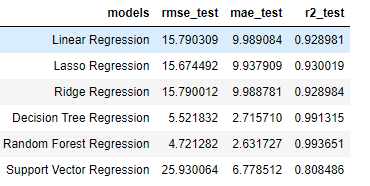 models rmse_test mae_test r2_test
Linear Regression 15.790309 9.989084 0.928981
Lasso Regression 15.674492 9.937909 0.930019
Ridge Regression 15.790012 9.988781 0.928984
Decision Tree Regression 5.521832 2.715710 0.991315
Random Forest Regression 4.721282 2.631727 0.993651
Support Vector Regression 25.930064 6.778512 0.808486